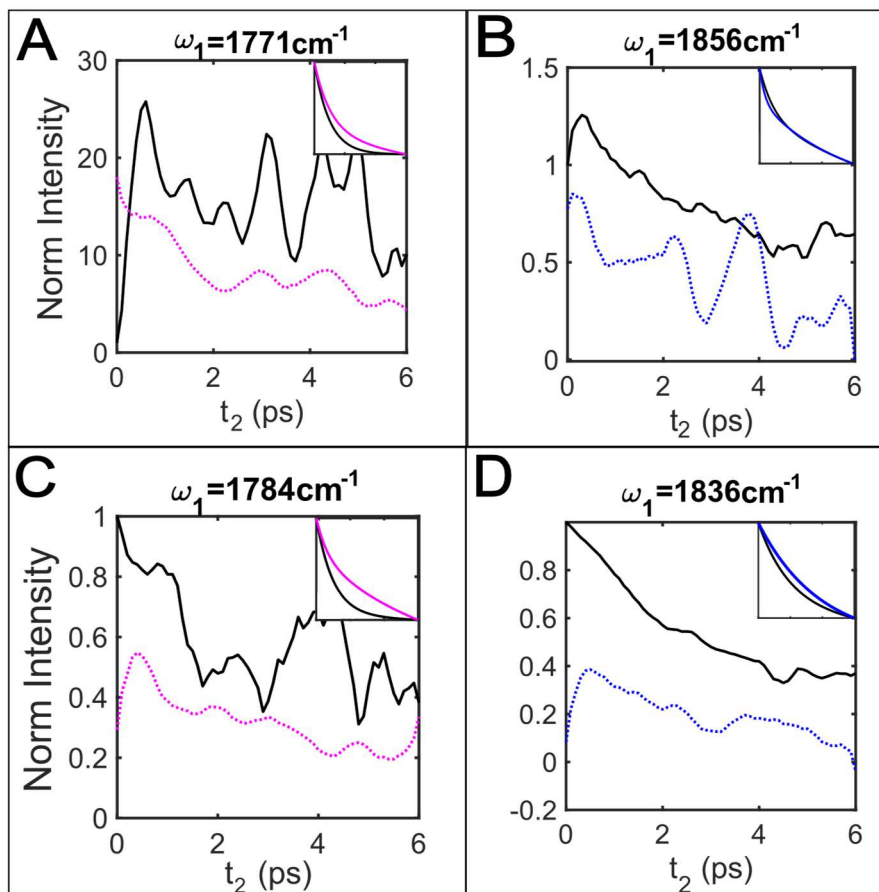 A
ω1=1771cm-1
Norm Intensity
30
20
10
0
0 2 4 6
t2 (ps)
B
ω1=1856cm-1
1.5
1
0.5
0
0 2 4 6
t2 (ps)
C
ω1=1784cm-1
Norm Intensity
1
0.8
0.6
0.4
0.2
0
0 2 4 6
t2 (ps)
D
ω1=1836cm-1
0.8
0.6
0.4
0.2
0
-0.2
0 2 4 6
t2 (ps)